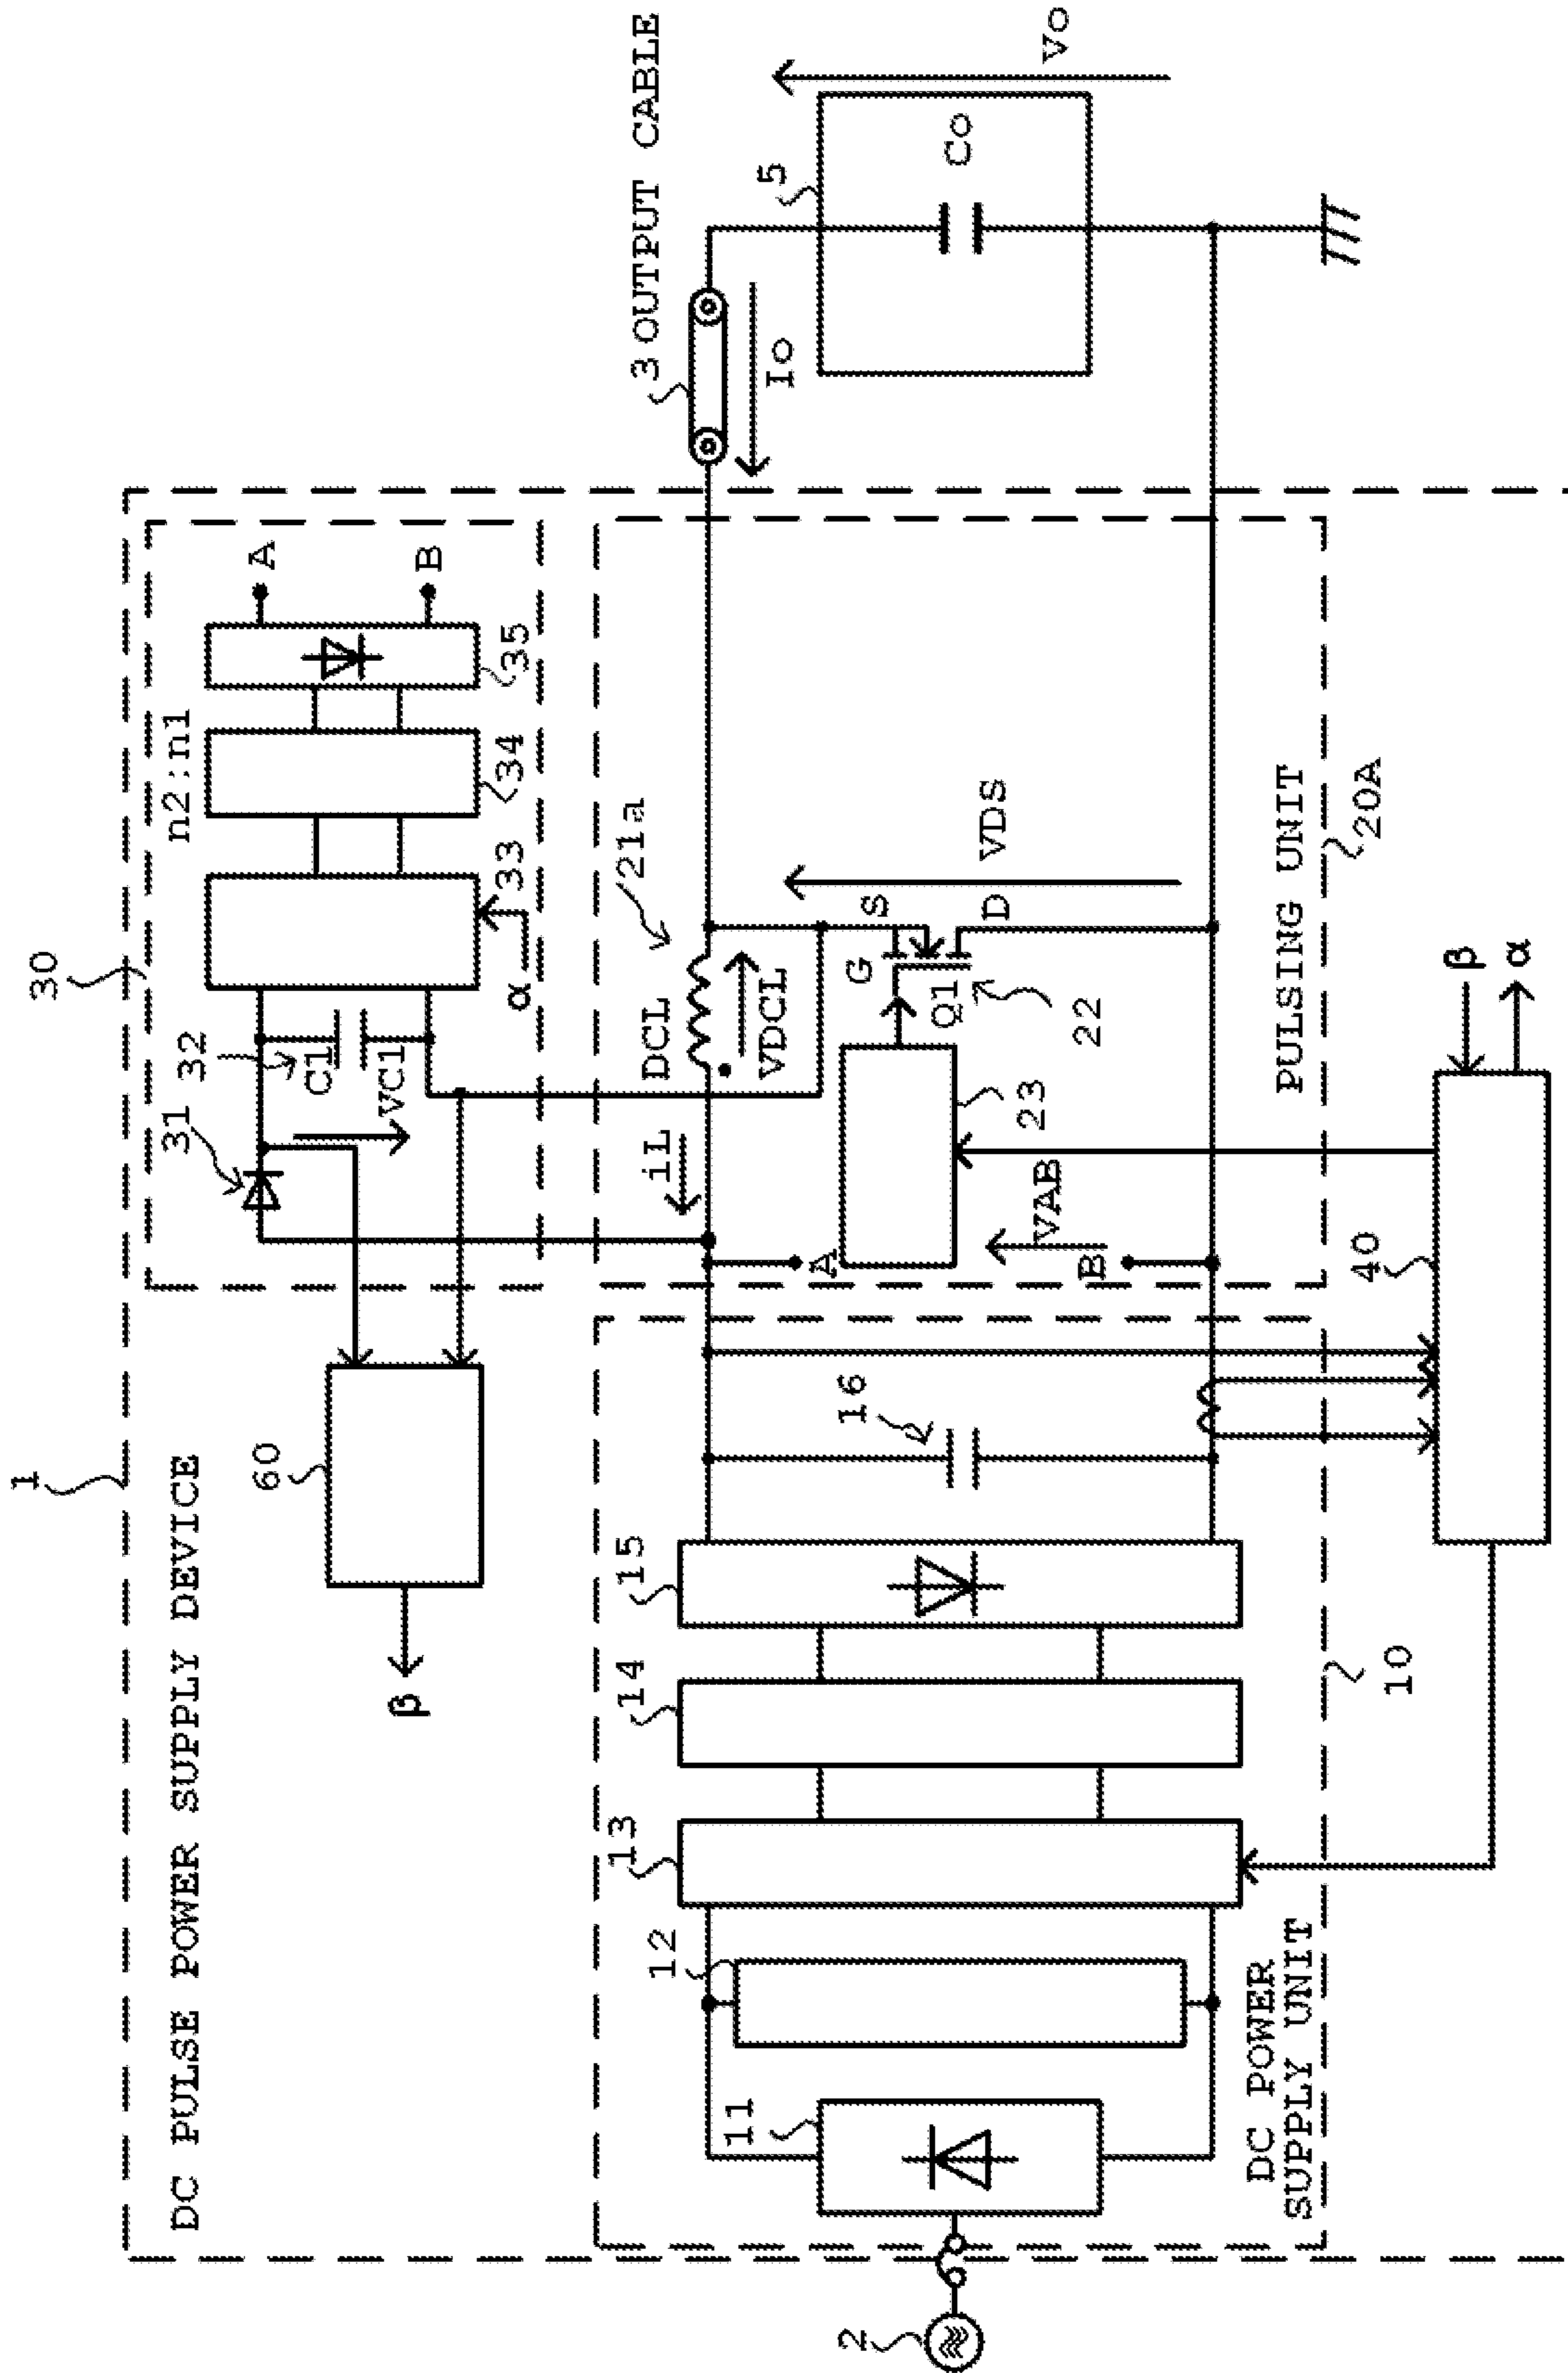 1
DC PULSE POWER SUPPLY DEVICE
30
n2:n1
A
B
31
32
C1
VC1
33
34
35
α
60
β
3 OUTPUT CABLE
Io
5
Co
Vo
iL
DCL
VDCL
21a
A
VAB
B
G
S
D
Q1
22
23
VDS
PULSING UNIT
20A
2
11
12
13
14
15
16
DC POWER
SUPPLY UNIT
10
40
β
α